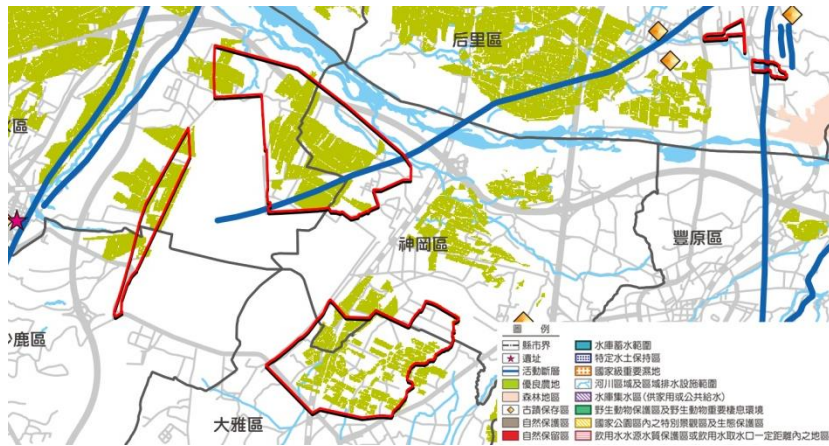 后里區
豐原區
神岡區
沙鹿區
大雅區
圖 例
縣市界
遺址
活動斷層
優良農地
森林地區
古蹟保存區
自然保護區
自然保留區
水庫蓄水範圍
特定水土保持區
國家級重要濕地
河川區域及區域排水設施範圍
水庫集水區(供家用或公共給水)
野生動物保護區及野生動物重要棲息環境
國家公園區內之特別景觀區及生態保護區
飲用水水源水質保護區或飲用水取水口一定距離內之地區